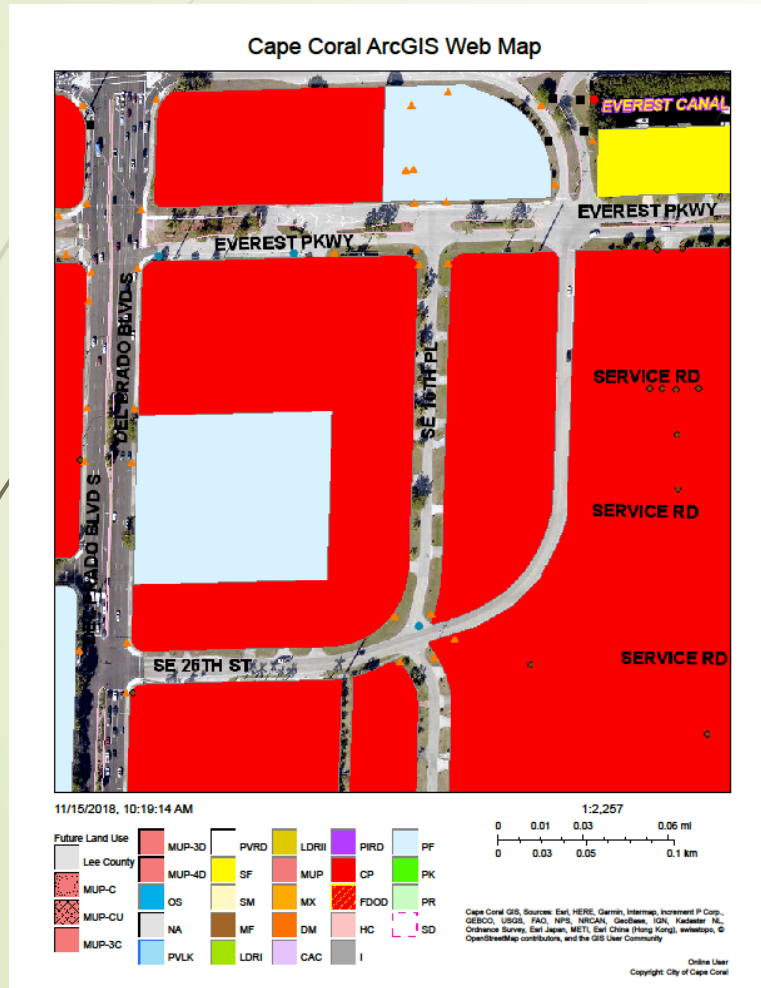 Cape Coral ArcGIS Web Map
EVEREST CANAL
EVEREST PKWY
EVEREST PKWY
DEL PRADO BLVD S
SE 16TH PL
SERVICE RD
DEL PRADO BLVD S
SERVICE RD
SE 26TH ST
SERVICE RD
11/15/2018, 10:19:14 AM
1:2,257
0 0.01 0.03 0.06 mi
0 0.03 0.05 0.1 km
Future Land Use
Lee County
MUP-C
MUP-CU
MUP-3C
MUP-3D
MUP-4D
OS
NA
PVLK
PVRD
SF
SM
MF
LDRI
LDRII
MUP
MX
DM
CAC
PIRD
CP
FDOD
HC
I
PF
PK
PR
SD
Cape Coral GIS, Sources: Esri, HERE, Garmin, Intermap, increment P Corp.,
GEBCO, USGS, FAO, NPS, NRCAN, GeoBase, IGN, Kadaster NL,
Ordnance Survey, Esri Japan, METI, Esri China (Hong Kong), swisstopo, ©
OpenStreetMap contributors, and the GIS User Community
Online User
Copyright: City of Cape Coral